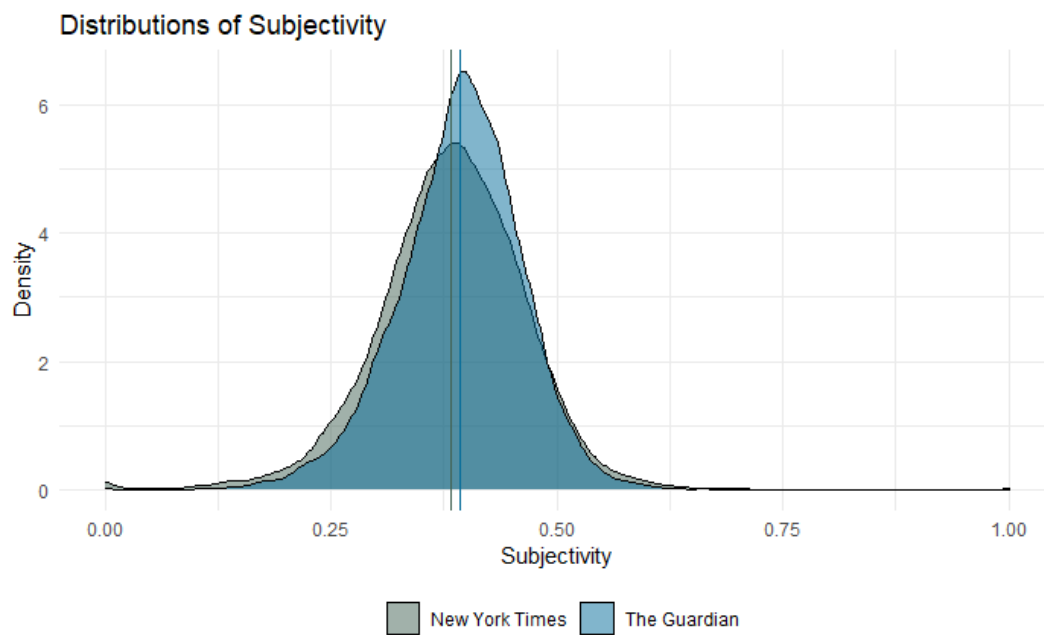 Distributions of Subjectivity
6
4
2
0
Density
0.00 0.25 0.50 0.75 1.00
Subjectivity
New York Times The Guardian